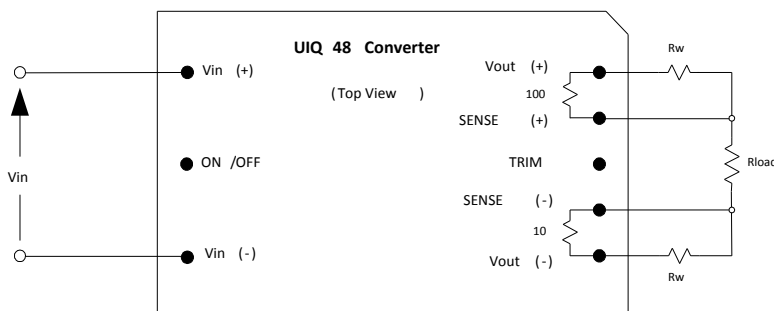 UIQ 48 Converter
(Top View )
Vin (+)
ON /OFF
Vin (-)
Vin
Vout (+)
100
SENSE (+)
TRIM
SENSE (-)
10
Vout (-)
Rw
Rload
Rw